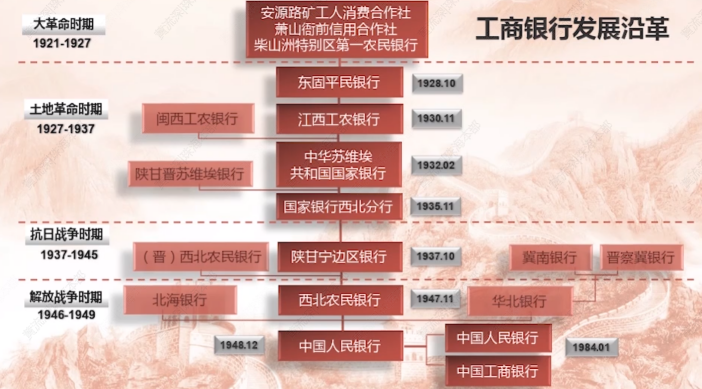 工商银行发展沿革
大革命时期
1921-1927
安源路矿工人消费合作社
萧山衙前信用合作社
柴山洲特别区第一农民银行
土地革命时期
1927-1937
东固平民银行
1928.10
闽西工农银行
江西工农银行
1930.11
中华苏维埃
共和国国家银行
1932.02
陕甘晋苏维埃银行
国家银行西北分行
1935.11
抗日战争时期
1937-1945
（晋）西北农民银行
陕甘宁边区银行
1937.10
冀南银行
晋察冀银行
解放战争时期
1946-1949
北海银行
西北农民银行
1947.11
华北银行
1948.12
中国人民银行
中国人民银行
中国工商银行
1984.01